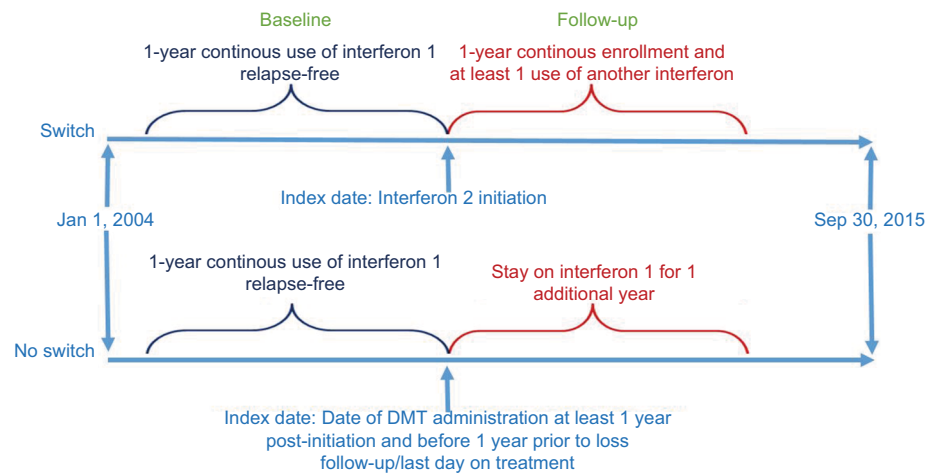 Baseline
Follow-up
1-year continous use of interferon 1
relapse-free
1-year continous enrollment and
at least 1 use of another interferon
Switch
Index date: Interferon 2 initiation
Jan 1, 2004
Sep 30, 2015
1-year continous use of interferon 1
relapse-free
Stay on interferon 1 for 1
additional year
No switch
Index date: Date of DMT administration at least 1 year
post-initiation and before 1 year prior to loss
follow-up/last day on treatment